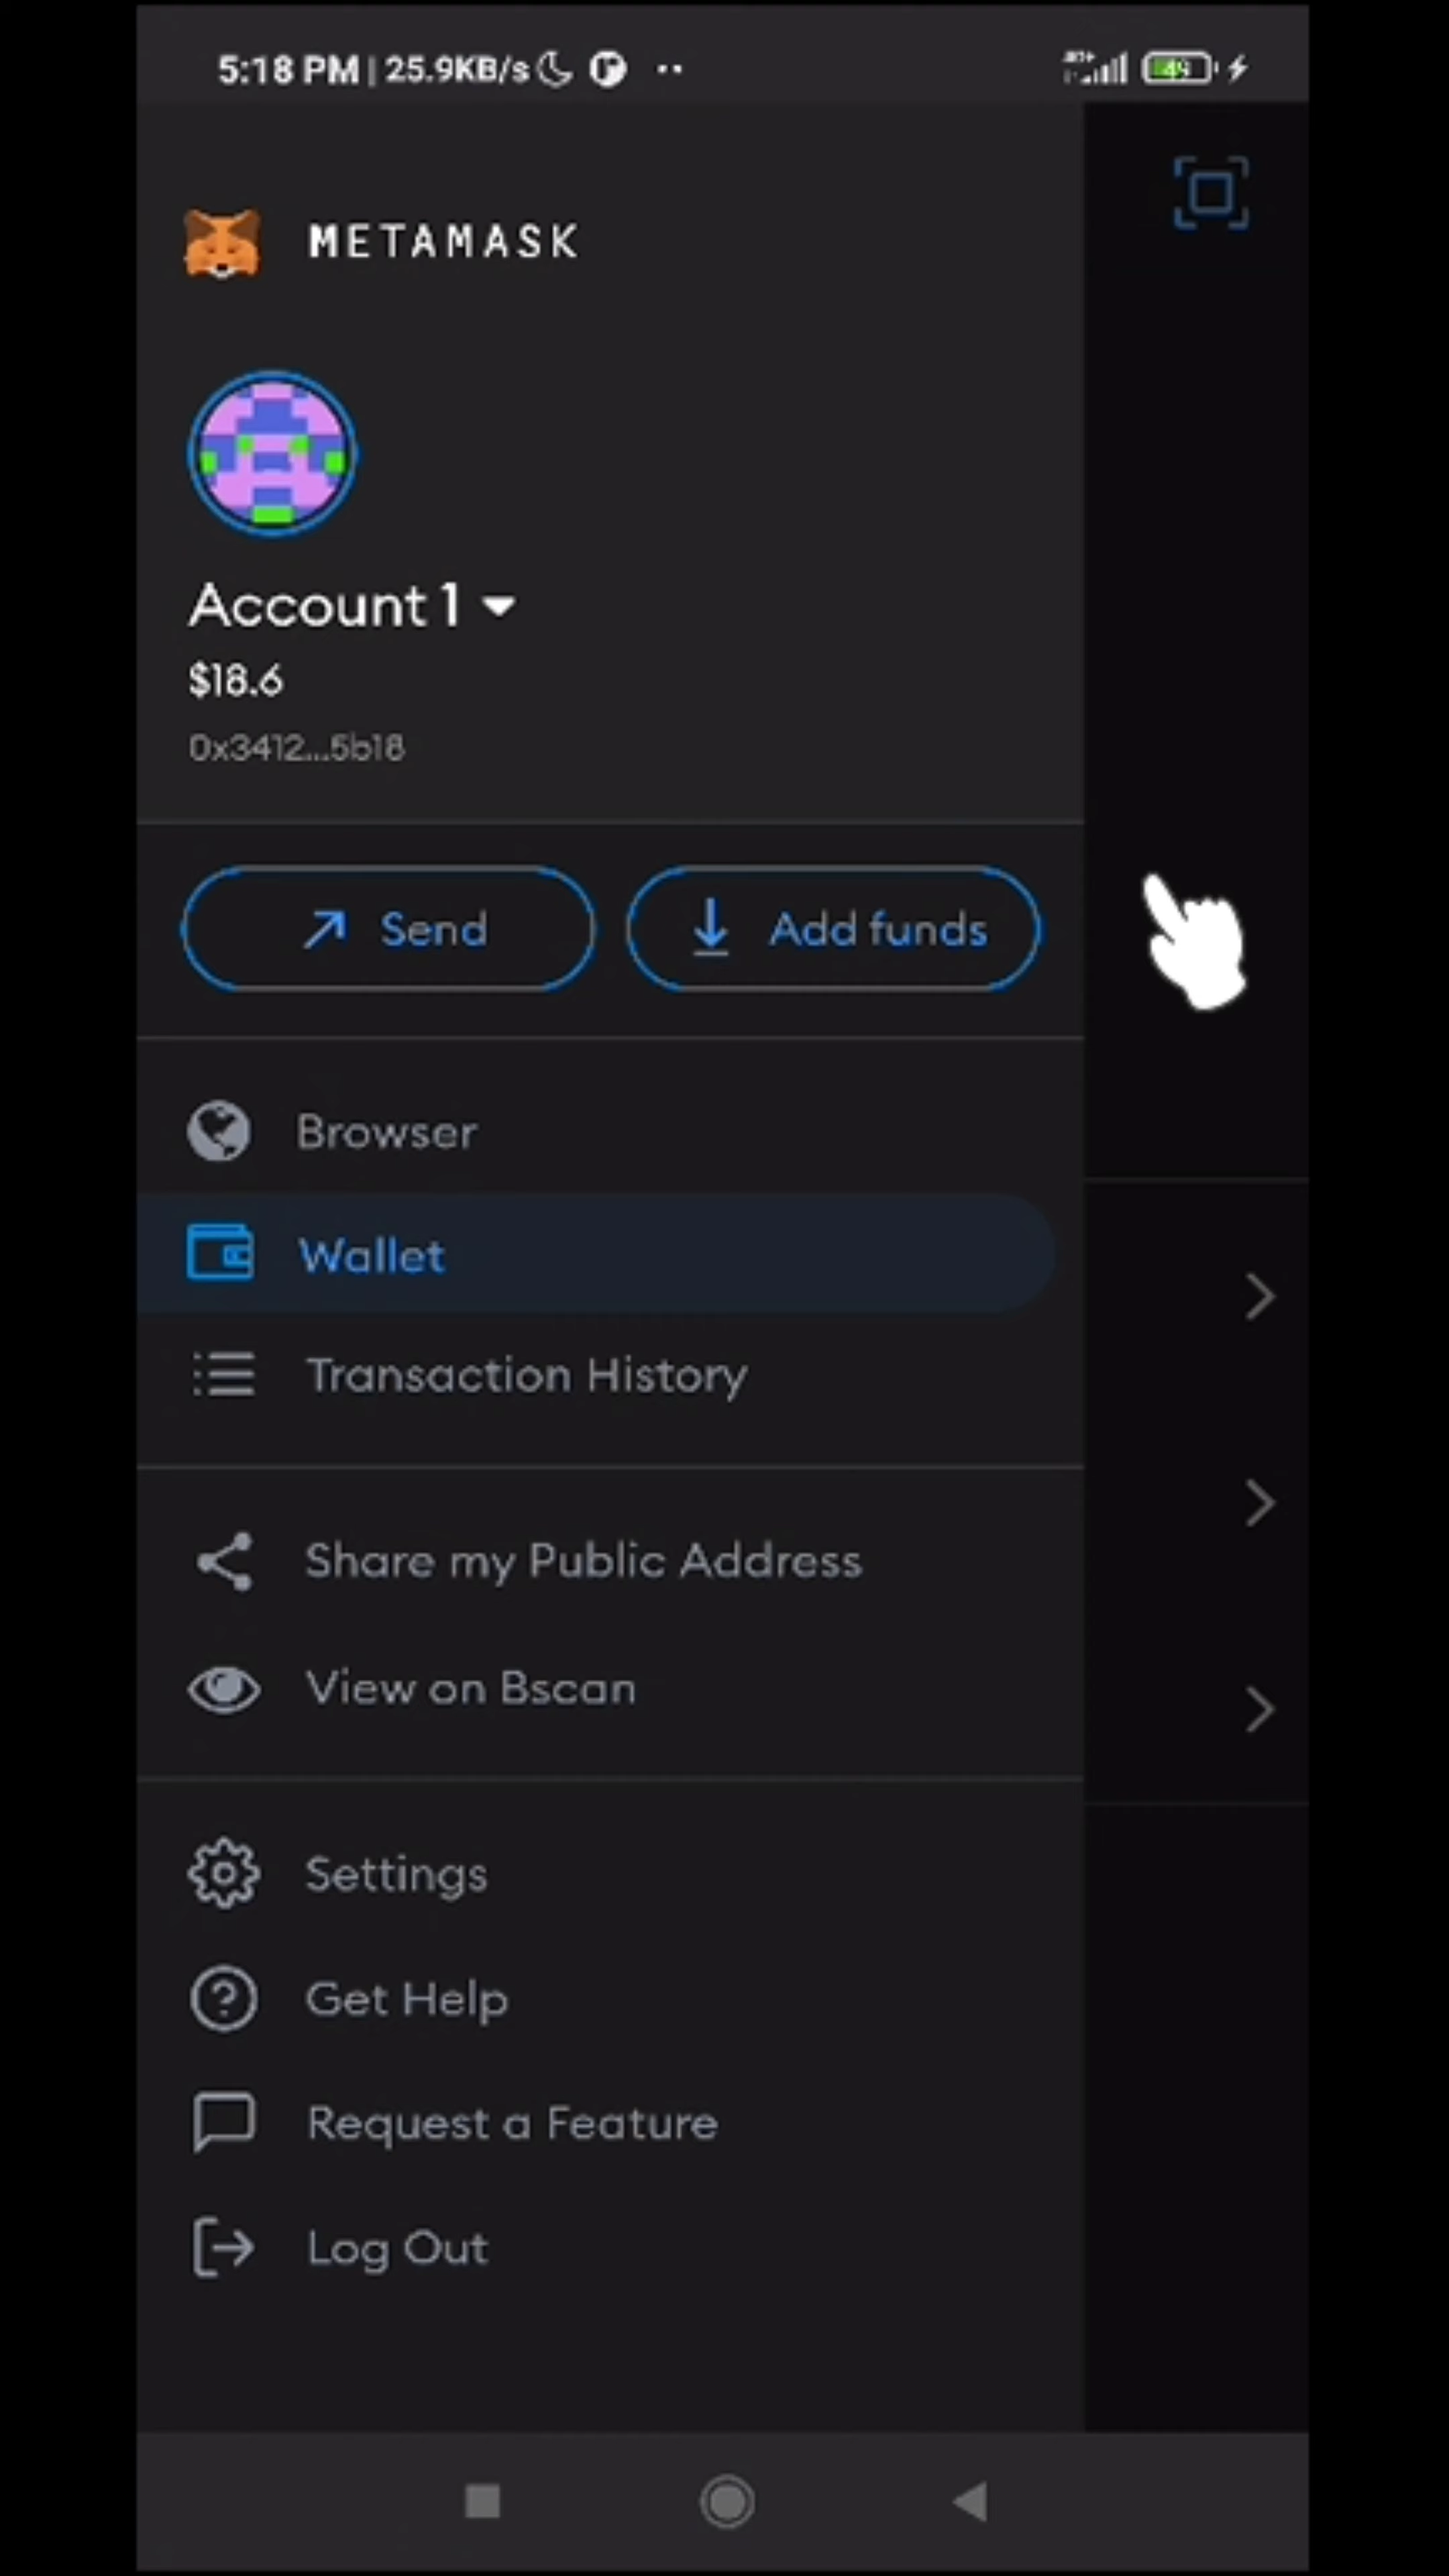 5:18 PM | 25.9KB/s
49
METAMASK
Account 1
$18.6
0x3412...5b18
Send
Add funds
Browser
Wallet
Transaction History
Share my Public Address
View on Bscan
Settings
Get Help
Request a Feature
Log Out